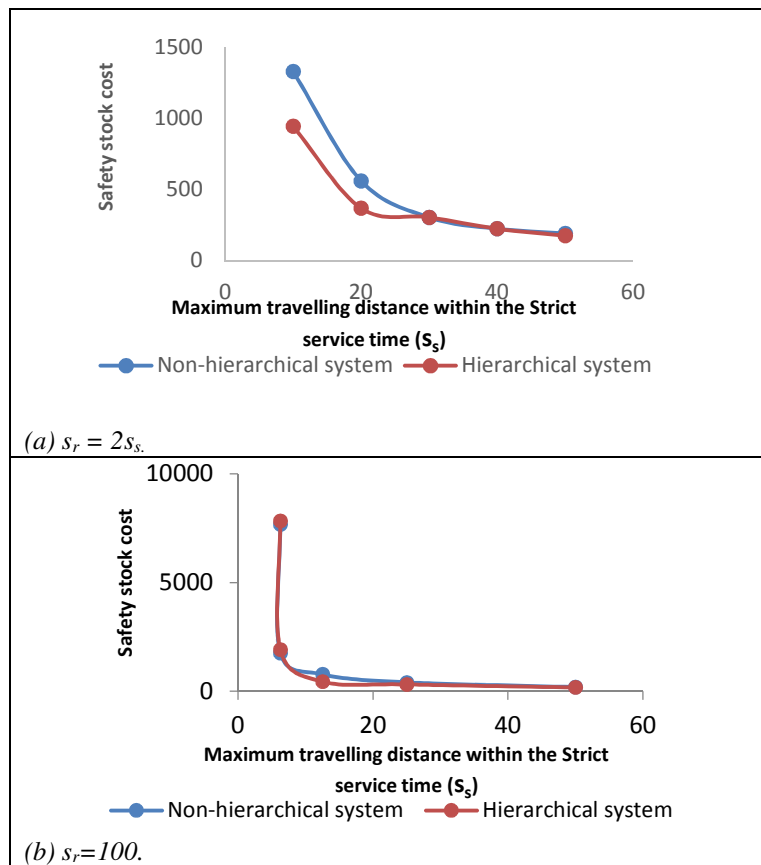 1500
1000
500
0
Safety stock cost
0
20
40
60
Maximum travelling distance within the Strict
service time (Ss)
Non-hierarchical system
Hierarchical system
(a) sr = 2ss.
10000
5000
0
Safety stock cost
0
20
40
60
Maximum travelling distance within the Strict
service time (Ss)
Non-hierarchical system
Hierarchical system
(b) sr=100.